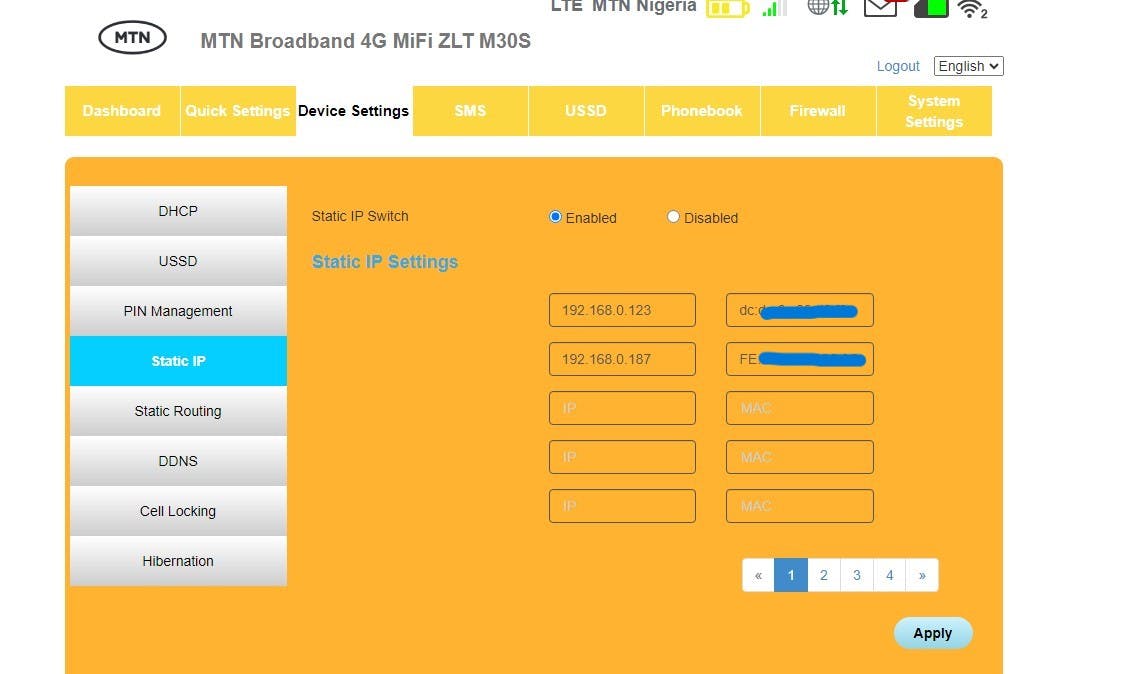 LTE MTN Nigeria
2
MTN
MTN Broadband 4G MiFi ZLT M30S
Logout English
Dashboard Quick Settings Device Settings SMS USSD Phonebook Firewall System Settings
DHCP
USSD
PIN Management
Static IP
Static Routing
DDNS
Cell Locking
Hibernation
Static IP Switch Enabled Disabled
Static IP Settings
192.168.0.123 dc:
192.168.0.187 FE
IP MAC
IP MAC
IP MAC
« 1 2 3 4 »
Apply